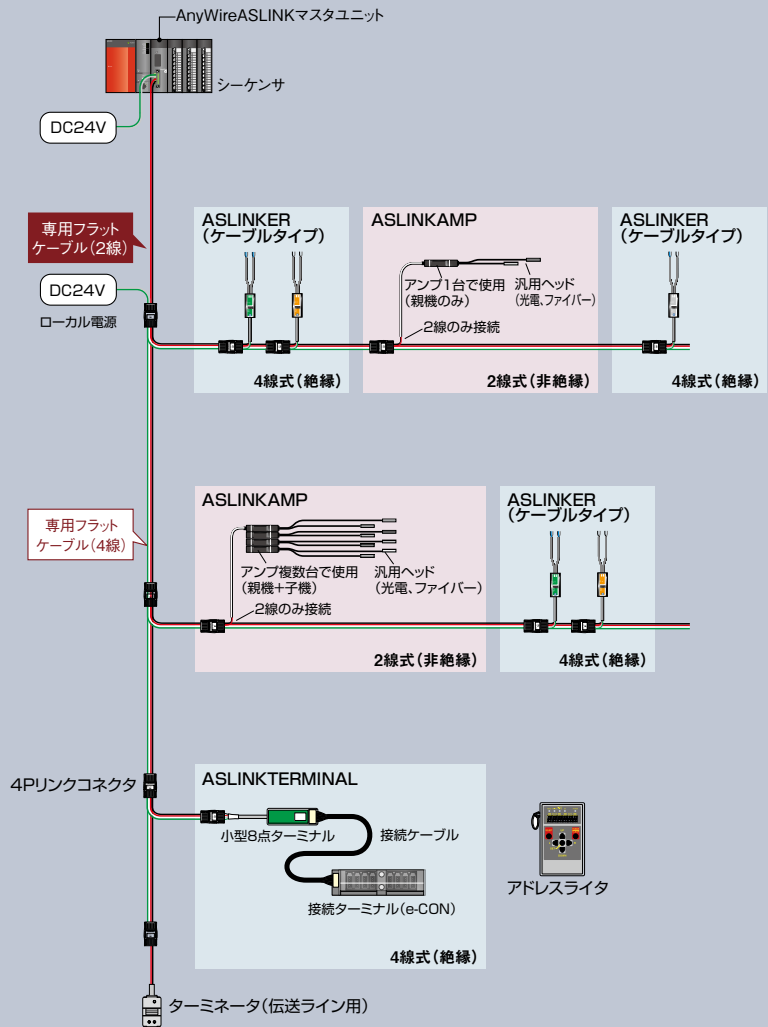 AnyWireASLINKマスタユニット
シーケンサ
DC24V
専用フラット
ケーブル(2線)
DC24V
ローカル電源
ASLINKER
(ケーブルタイプ)
4線式(絶縁)
ASLINKAMP
アンプ1台で使用
(親機のみ)
汎用ヘッド
(光電、ファイバー)
2線のみ接続
2線式(非絶縁)
ASLINKER
(ケーブルタイプ)
4線式(絶縁)
専用フラット
ケーブル(4線)
ASLINKAMP
アンプ複数台で使用
(親機+子機)
汎用ヘッド
(光電、ファイバー)
2線のみ接続
2線式(非絶縁)
ASLINKER
(ケーブルタイプ)
4線式(絶縁)
4Pリンクコネクタ
ASLINKTERMINAL
小型8点ターミナル
接続ケーブル
接続ターミナル(e-CON)
4線式(絶縁)
アドレスライタ
ターミネータ(伝送ライン用)